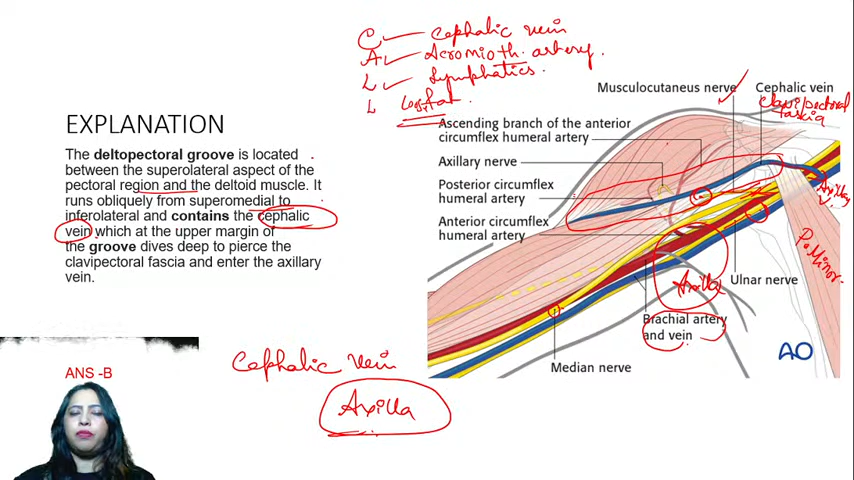 C Cephalic vein
A Acromioth. artery.
L Lymphatics.
L
Musculocutaneus nerve
Cephalic vein
Clavipectoral
fascia
EXPLANATION
The deltopectoral groove is located
between the superolateral aspect of the
pectoral region and the deltoid muscle. It
runs obliquely from superomedial to
inferolateral and contains the cephalic
vein which at the upper margin of
the groove dives deep to pierce the
clavipectoral fascia and enter the axillary
vein.
Ascending branch of the anterior
circumflex humeral artery
Axillary nerve
Posterior circumflex
humeral artery
Anterior circumflex
humeral artery
Axillary
V
P. minor.
Axilla
Ulnar nerve
Brachial artery
and vein
AO
Median nerve
Cephalic vein
Axilla
ANS -B